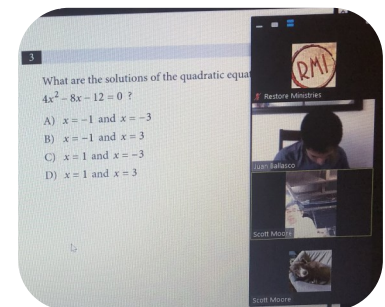 3
What are the solutions of the quadratic equat
4x² – 8x – 12 = 0 ?
A) x = –1 and x = –3
B) x = –1 and x = 3
C) x = 1 and x = –3
D) x = 1 and x = 3
RMI
Restore Ministries
Juan Ballasco
Scott Moore
Scott Moore